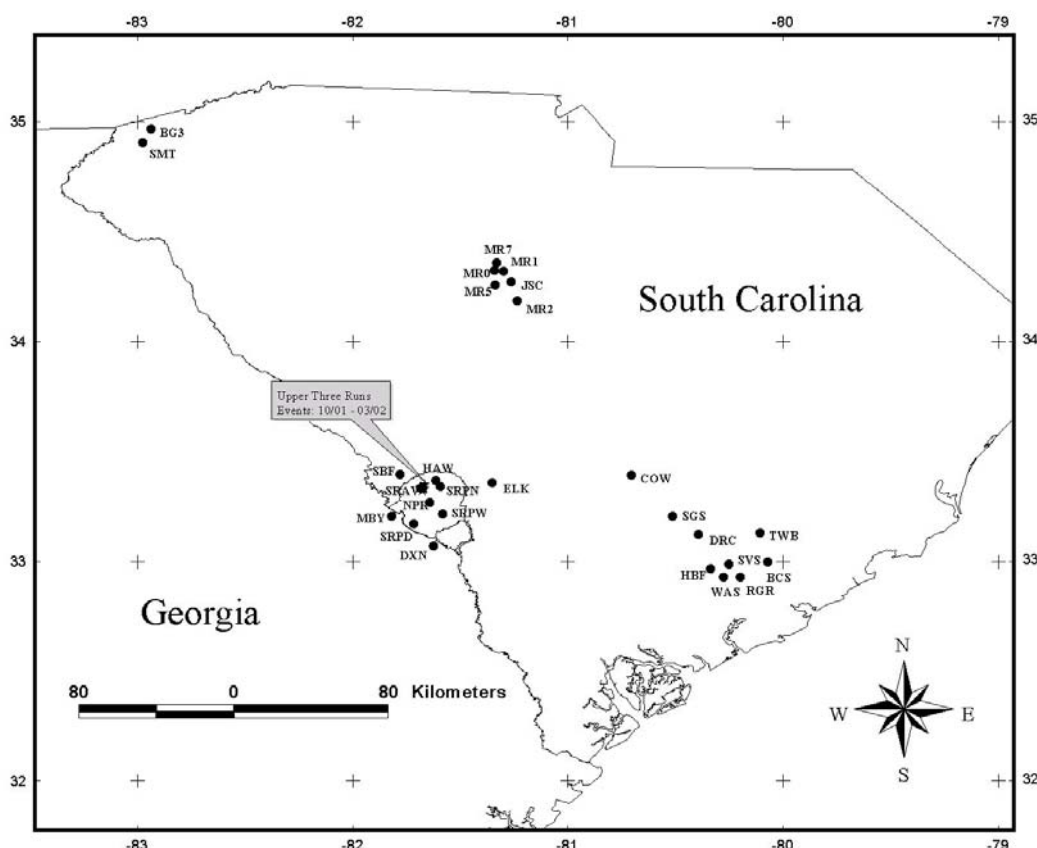 -83 -82 -81 -80 -79
35 35
BG3
SMT
MR7
MR0 MR1
MR5 JSC
MR2
South Carolina
34 34
Upper Three Runs
Events: 10/01 - 03/02
SBF HAW
SRPN ELK
COW
NPR
MBY SRPW
SGS
SRPD
DRC TWB
DXN
33 33
HBF SVS
WAS RGR BCS
Georgia
80 0 80 Kilometers
N
W E
S
32 32
-83 -82 -81 -80 -79